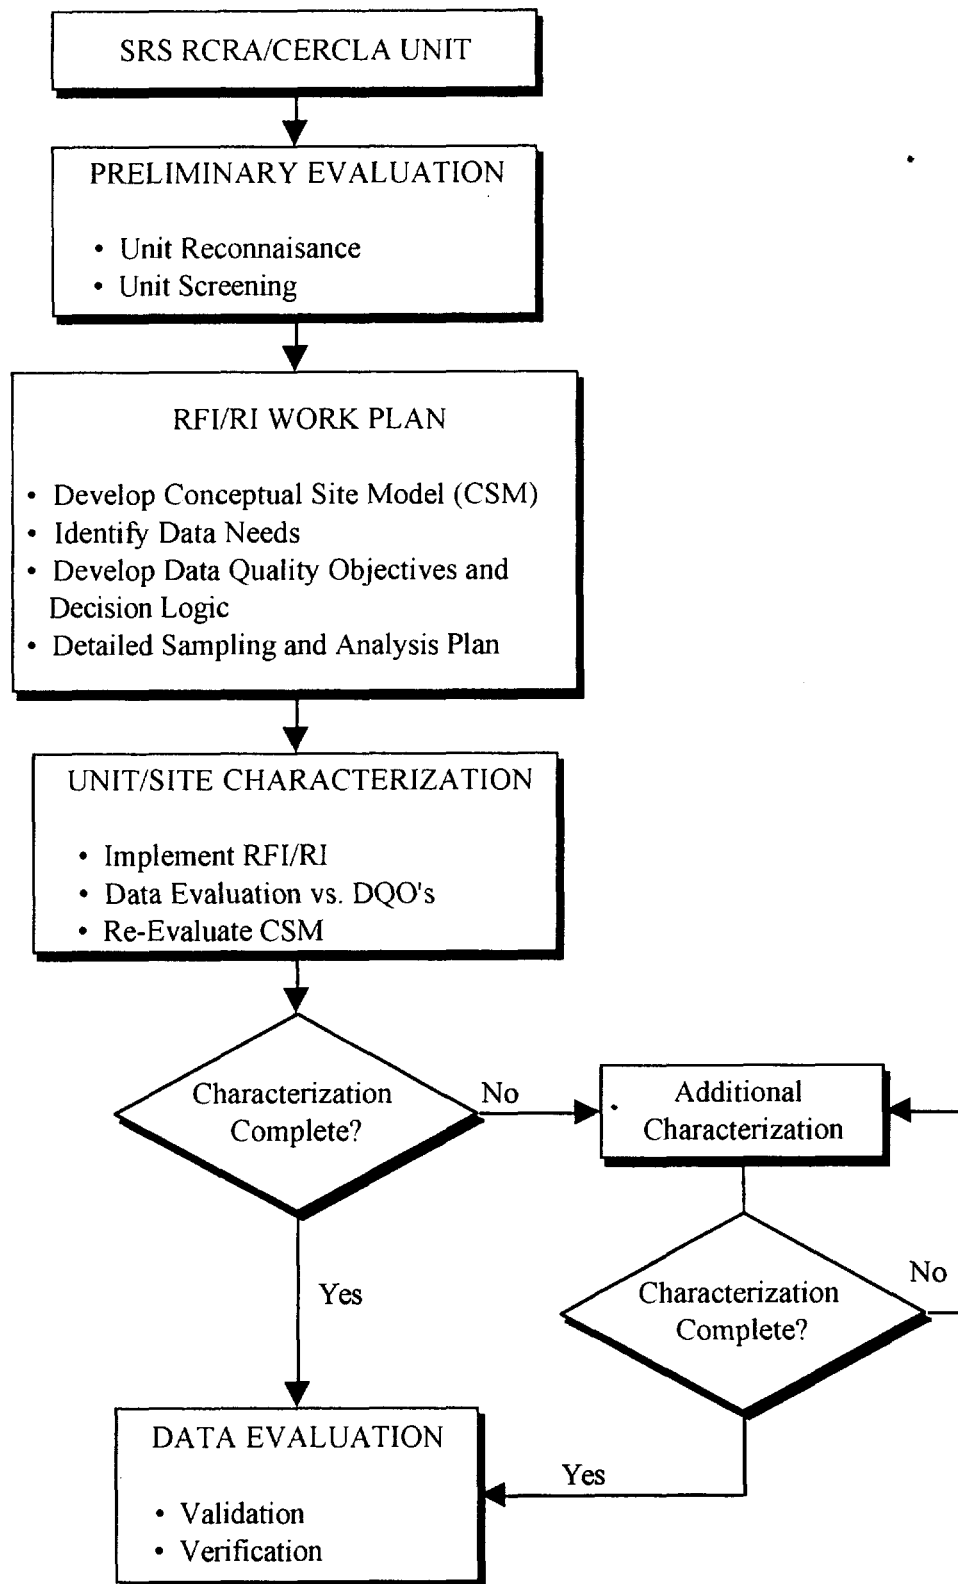 SRS RCRA/CERCLA UNIT
PRELIMINARY EVALUATION
• Unit Reconnaisance
• Unit Screening
RFI/RI WORK PLAN
• Develop Conceptual Site Model (CSM)
• Identify Data Needs
• Develop Data Quality Objectives and
Decision Logic
• Detailed Sampling and Analysis Plan
UNIT/SITE CHARACTERIZATION
• Implement RFI/RI
• Data Evaluation vs. DQO's
• Re-Evaluate CSM
Characterization
Complete?
No
Additional
Characterization
Yes
Characterization
Complete?
No
DATA EVALUATION
• Validation
• Verification
Yes